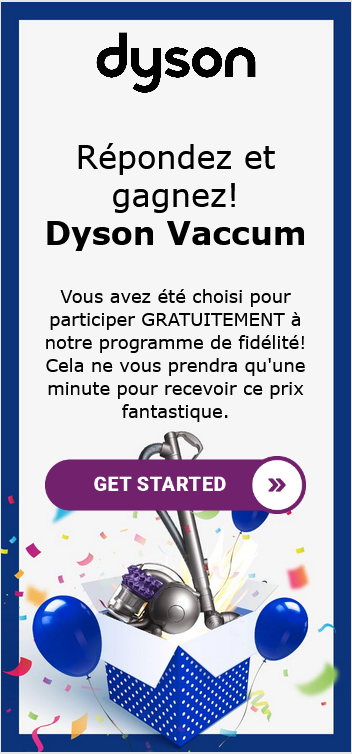 dyson
Répondez et
gagnez!
Dyson Vaccum
Vous avez été choisi pour
participer GRATUITEMENT à
notre programme de fidélité!
Cela ne vous prendra qu'une
minute pour recevoir ce prix
fantastique.
GET STARTED »